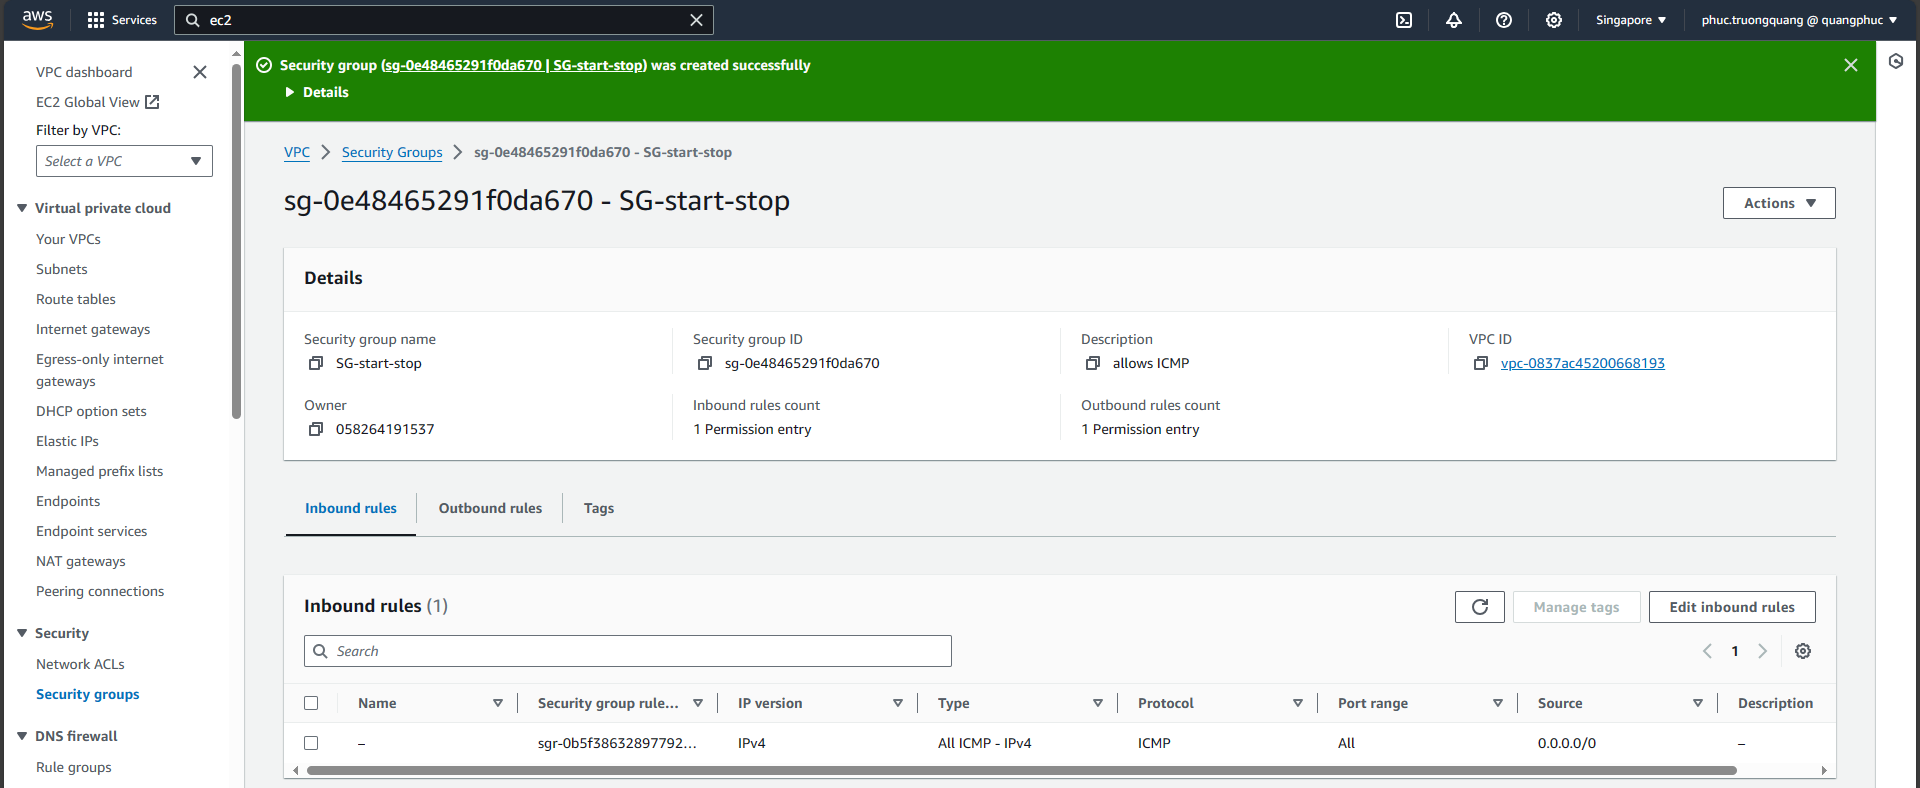 aws
Services
ec2
Singapore
phuc.truongquang @ quangphuc
VPC dashboard
EC2 Global View
Filter by VPC:
Select a VPC
Virtual private cloud
Your VPCs
Subnets
Route tables
Internet gateways
Egress-only internet
gateways
DHCP option sets
Elastic IPs
Managed prefix lists
Endpoints
Endpoint services
NAT gateways
Peering connections
Security
Network ACLs
Security groups
DNS firewall
Rule groups
Security group (sg-0e48465291f0da670 | SG-start-stop) was created successfully
Details
VPC
Security Groups
sg-0e48465291f0da670 - SG-start-stop
sg-0e48465291f0da670 - SG-start-stop
Actions
Details
Security group name
SG-start-stop
Security group ID
sg-0e48465291f0da670
Description
allows ICMP
VPC ID
vpc-0837ac45200668193
Owner
058264191537
Inbound rules count
1 Permission entry
Outbound rules count
1 Permission entry
Inbound rules
Outbound rules
Tags
Inbound rules (1)
Manage tags
Edit inbound rules
Search
1
Name
Security group rule...
IP version
Type
Protocol
Port range
Source
Description
–
sgr-0b5f38632897792...
IPv4
All ICMP - IPv4
ICMP
All
0.0.0.0/0
–